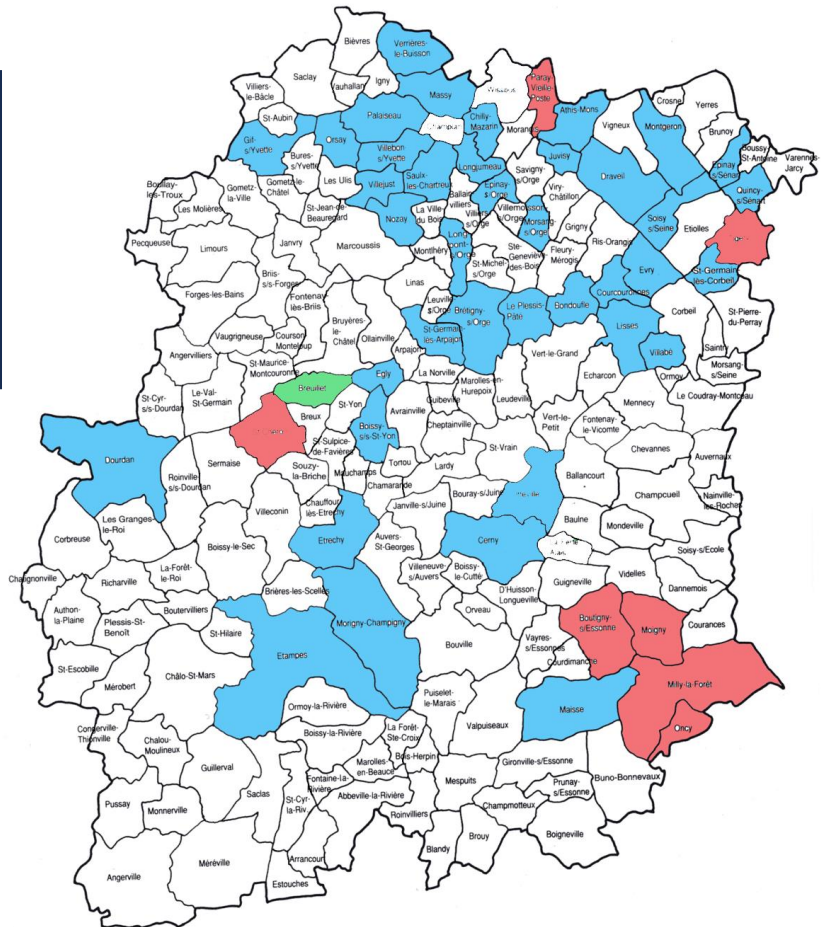 Bièvres
Verrières-
le-Buisson
Saclay
Igny
Vauhallan
Villiers-
le-Bâcle
Massy
Paray
Vieille-
Poste
St-Aubin
Palaiseau
Chilly-
Mazarin
Athis-Mons
Crosne
Yerres
Vigneux
Montgeron
Brunoy
Gif-
s/Yvette
Orsay
Morangis
Boussy-
St-Antoine
Varennes-
Jarcy
Villebon
s/Yvette
Juvisy
Epinay
s/Sénart
Bures-
s/Yvette
Longjumeau
Savigny-
s/Orge
Draveil
Quincy-
s/Sénart
Boullay-
les-Troux
Gometz-
la-Ville
Gometz-le-
Châtel
Les Ulis
Villejust
Saulx-
les-Chartreux
Ballain-
villiers
Epinay-
s/Orge
Viry-
Châtillon
Les Molières
St-Jean-de-
Beauregard
Nozay
La Ville-
du Bois
Villiers
s/Orge
Villemoisson-
s/Orge
Morsang-
s/Orge
Grigny
Soisy
s/Seine
Etiolles
Pecqueuse
Limours
Janvry
Marcoussis
Montlhéry
Long
pont-
s/Orge
Ste-
Geneviève-
des-Bois
Fleury-
Mérogis
Ris-Orangis
Briis-
s/s-Forges
St-Michel-
s/Orge
Evry
St-Germain-
lès-Corbeil
Forges-les-Bains
Fontenay-
lès-Briis
Linas
Leuville-
s/Orge
Brétigny-
s/Orge
Le Plessis-
Pâté
Bondoufle
Courcouronnes
Corbeil
St-Pierre-
du-Perray
Vaugrigneuse
Courson-
Monteloup
Bruyères-
le-
Châtel
Ollainville
St-Germain-
lès-Arpajon
Arpajon
Lisses
Angervilliers
Vert-le-Grand
Villabé
Saintry
St-Maurice-
Montcouronne
Egly
La Norville
Marolles-en-
Hurepoix
Echarcon
Ormoy
Morsang-
s/Seine
St-Cyr-
s/s-Dourdan
Le-Val-
St-Germain
Breuillet
St-Yon
Avrainville
Guibeville
Leudeville
Mennecy
Le Coudray-Montceau
Breux
Boissy-
s/s-St-Yon
Cheptainville
Vert-le-
Petit
Fontenay-
le-Vicomte
Dourdan
St-Sulpice-
de-Favières
St-Vrain
Chevannes
Auvernaux
Roinville
s/s-Dourdan
Sermaise
Souzy-
la-Briche
Mauchamps
Tortou
Lardy
Chamarande
Ballancourt
Champcueil
Nainville-
les-Roches
Les Granges-
le-Roi
Villeconin
Chauffour
lès-Etrechy
Janville-s/Juine
Bouray-s/Juine
Baulne
Mondeville
Corbreuse
Boissy-le-Sec
Etrechy
Auvers-
St-Georges
Cerny
Soisy-s/Ecole
Chatignonville
Richarville
La-Forêt-
le-Roi
Villeneuve-
s/Auvers
Boissy-
le-Cutté
Guigneville
Videlles
Dannemois
Authon-
la-Plaine
Plessis-St-
Benoît
Boutervilliers
Brières-les-Scelles
Morigny-Champigny
D'Huisson-
Longueville
Orveau
Boutigny-
s/Essonne
Moigny
Courances
St-Hilaire
Etampes
Bouville
Vayres-
s/Essonnes
Courdimanche
St-Escobille
Mérobert
Châlo-St-Mars
Puiselet-
le-Marais
Milly-la-Forêt
Ormoy-la-Rivière
Maisse
Oncy
Congerville-
Thionville
Chalou-
Moulineux
Boissy-la-Rivière
La Forêt-
Ste-Croix
Valpuiseaux
Guillerval
Marolles-
en-Beauce
Bois-Herpin
Gironville-s/Essonne
Buno-Bonnevaux
Pussay
Monnerville
Saclas
Fontaine-la-
Rivière
St-Cyr-
la-Riv.
Abbeville-la-Rivière
Mespuits
Prunay-
s/Essonne
Champmotteux
Roinvilliers
Brouy
Boigneville
Blandy
Angerville
Méréville
Arrancourt
Estouches